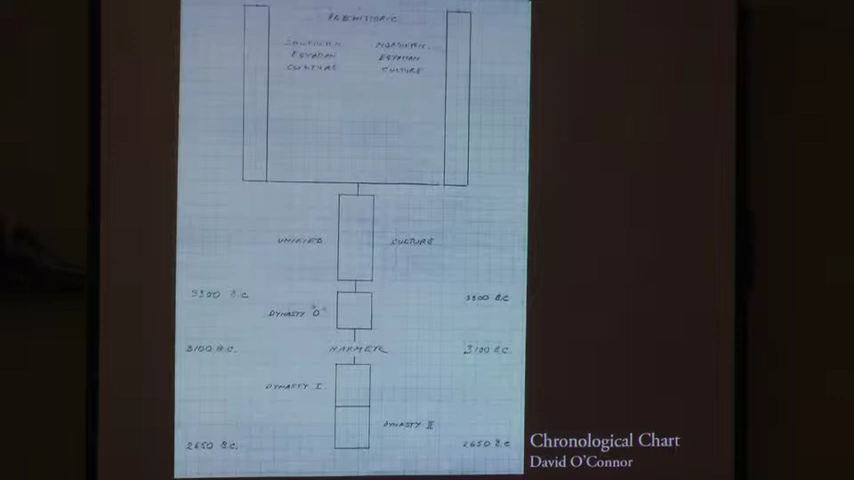 PREHISTORIC
SOUTHERN NORTHERN
EGYPTIAN EGYPTIAN
CULTURE CULTURE
UNIFIED CULTURE
3300 B.C 3300 B.C
DYNASTY "O"
3100 B.C. NARMER 3100 B.C.
DYNASTY I
DYNASTY II
2650 B.C. 2650 B.C
Chronological Chart
David O'Connor